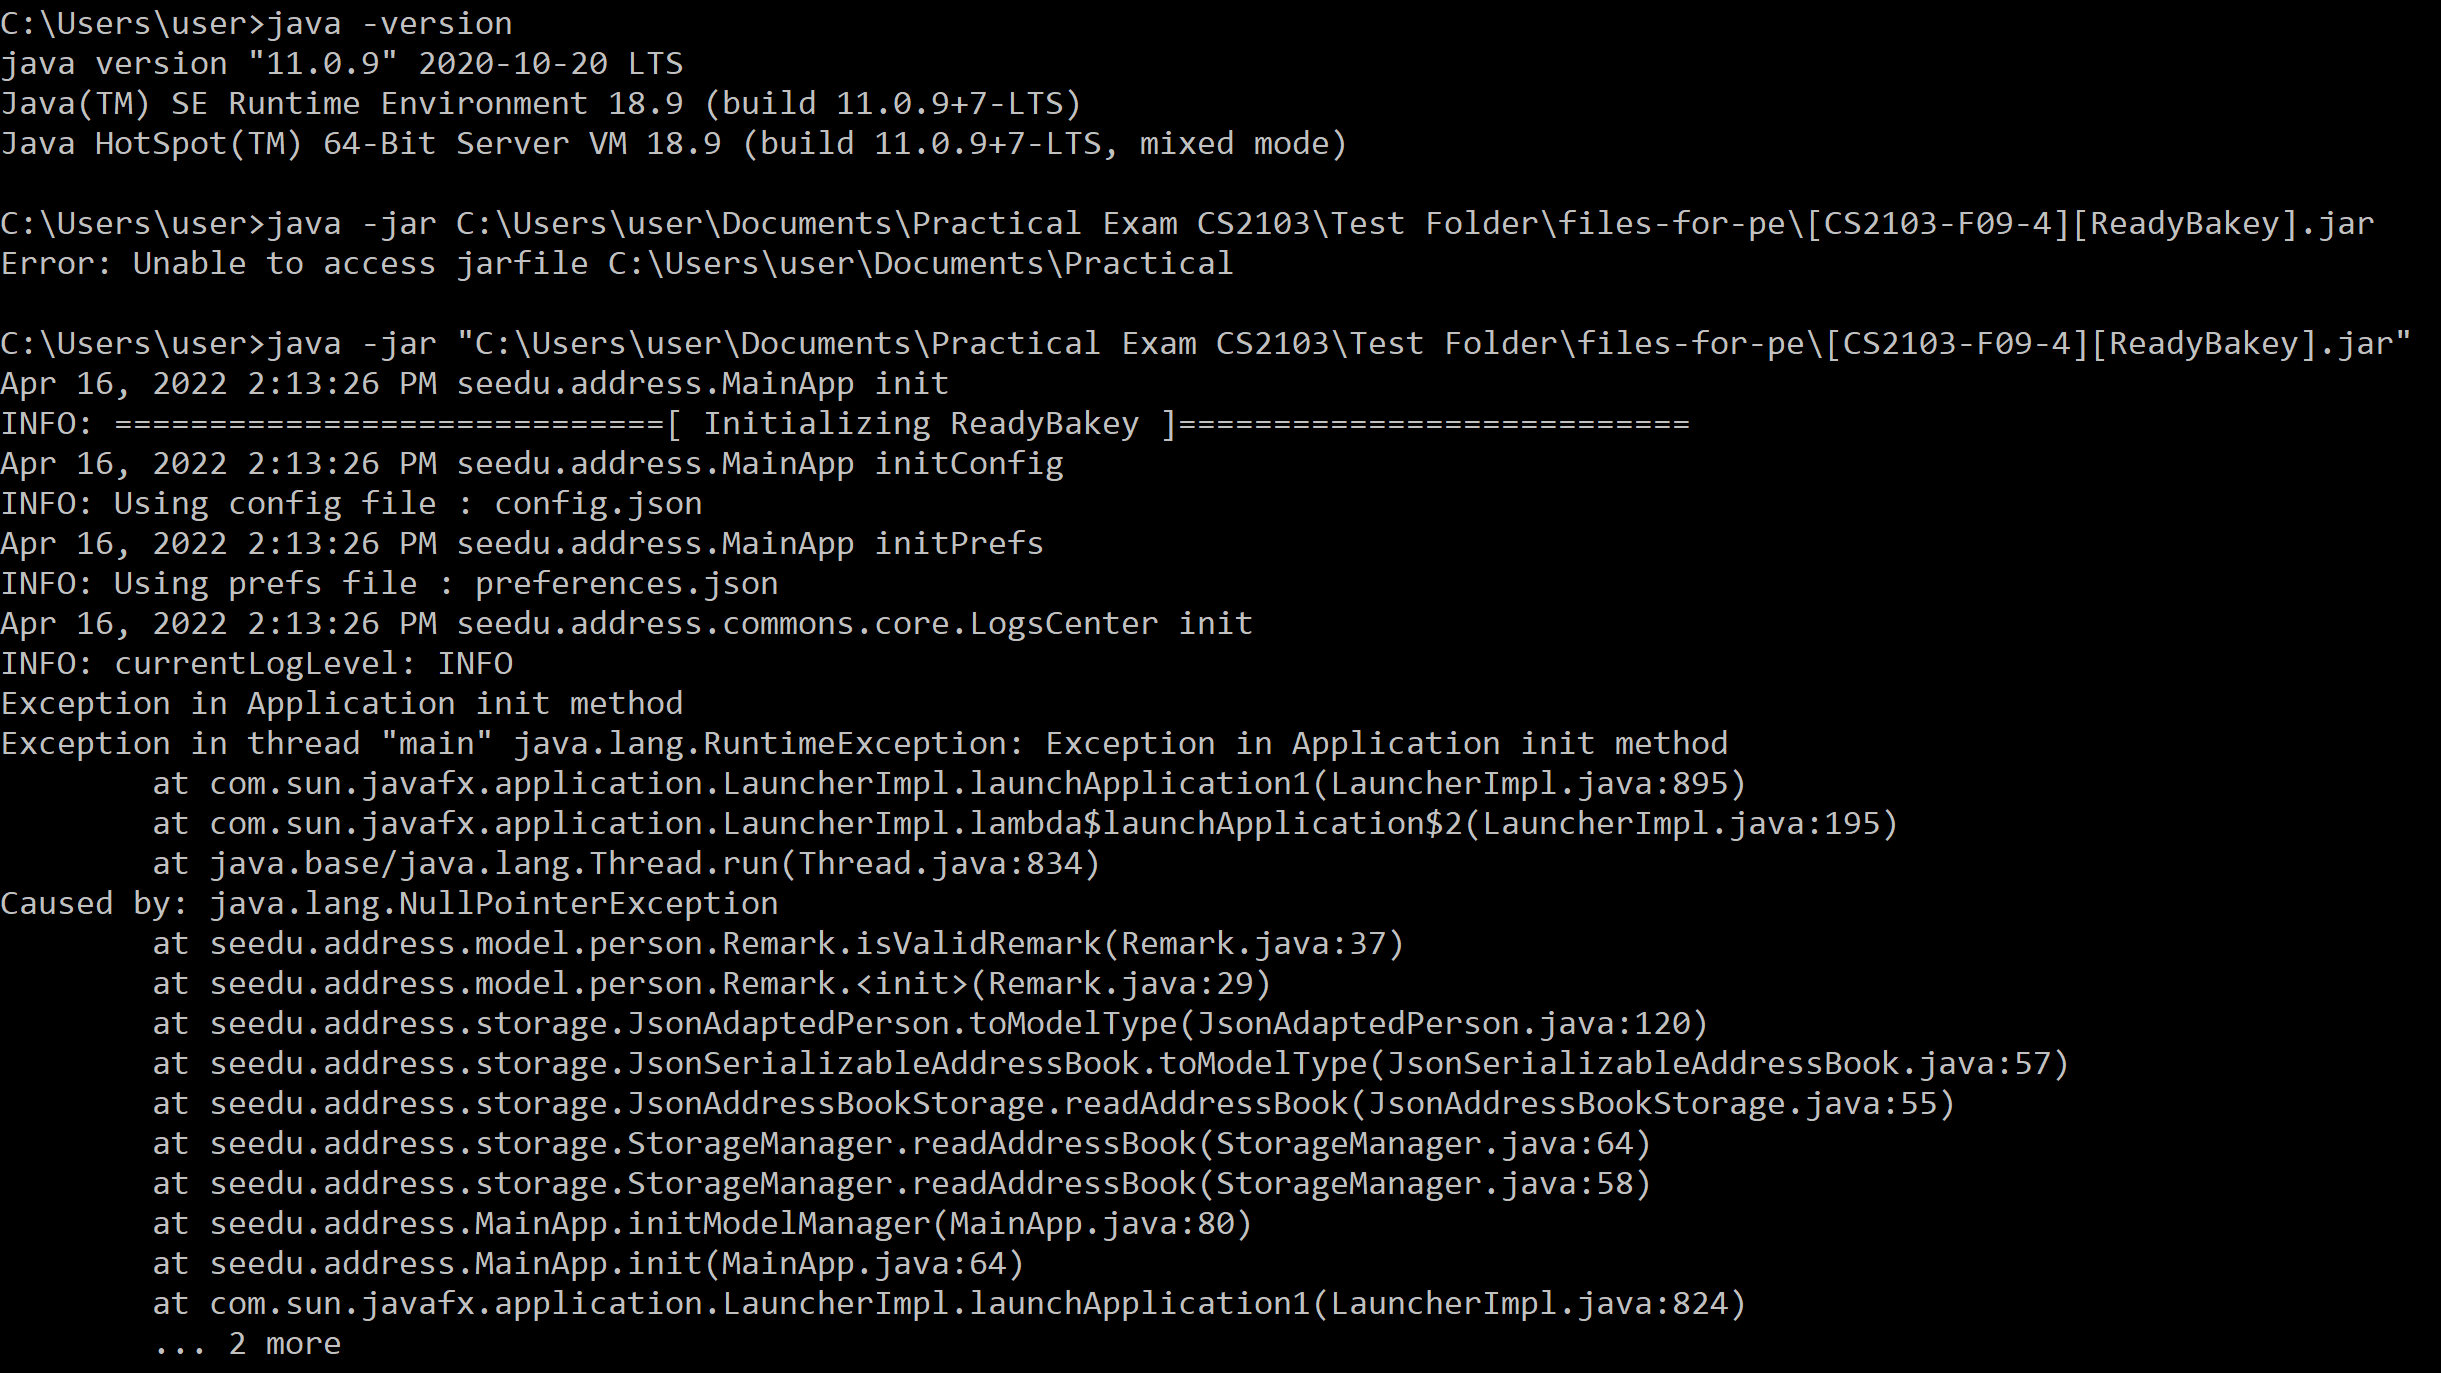 C:\Users\user>java -version
java version "11.0.9" 2020-10-20 LTS
Java(TM) SE Runtime Environment 18.9 (build 11.0.9+7-LTS)
Java HotSpot(TM) 64-Bit Server VM 18.9 (build 11.0.9+7-LTS, mixed mode)
C:\Users\user>java -jar C:\Users\user\Documents\Practical Exam CS2103\Test Folder\files-for-pe\[CS2103-F09-4][ReadyBakey].jar
Error: Unable to access jarfile C:\Users\user\Documents\Practical
C:\Users\user>java -jar "C:\Users\user\Documents\Practical Exam CS2103\Test Folder\files-for-pe\[CS2103-F09-4][ReadyBakey].jar"
Apr 16, 2022 2:13:26 PM seedu.address.MainApp init
INFO: =============================[ Initializing ReadyBakey ]===========================
Apr 16, 2022 2:13:26 PM seedu.address.MainApp initConfig
INFO: Using config file : config.json
Apr 16, 2022 2:13:26 PM seedu.address.MainApp initPrefs
INFO: Using prefs file : preferences.json
Apr 16, 2022 2:13:26 PM seedu.address.commons.core.LogsCenter init
INFO: currentLogLevel: INFO
Exception in Application init method
Exception in thread "main" java.lang.RuntimeException: Exception in Application init method
        at com.sun.javafx.application.LauncherImpl.launchApplication1(LauncherImpl.java:895)
        at com.sun.javafx.application.LauncherImpl.lambda$launchApplication$2(LauncherImpl.java:195)
        at java.base/java.lang.Thread.run(Thread.java:834)
Caused by: java.lang.NullPointerException
        at seedu.address.model.person.Remark.isValidRemark(Remark.java:37)
        at seedu.address.model.person.Remark.<init>(Remark.java:29)
        at seedu.address.storage.JsonAdaptedPerson.toModelType(JsonAdaptedPerson.java:120)
        at seedu.address.storage.JsonSerializableAddressBook.toModelType(JsonSerializableAddressBook.java:57)
        at seedu.address.storage.JsonAddressBookStorage.readAddressBook(JsonAddressBookStorage.java:55)
        at seedu.address.storage.StorageManager.readAddressBook(StorageManager.java:64)
        at seedu.address.storage.StorageManager.readAddressBook(StorageManager.java:58)
        at seedu.address.MainApp.initModelManager(MainApp.java:80)
        at seedu.address.MainApp.init(MainApp.java:64)
        at com.sun.javafx.application.LauncherImpl.launchApplication1(LauncherImpl.java:824)
        ... 2 more